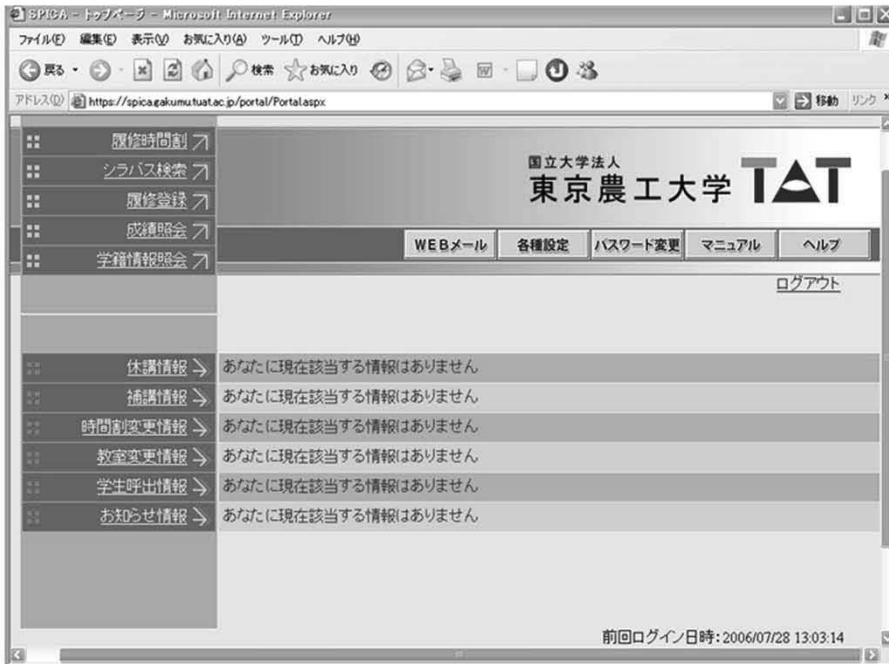 SPICA - トップページ - Microsoft Internet Explorer
ファイル(F) 編集(E) 表示(V) お気に入り(A) ツール(T) ヘルプ(H)
戻る 検索 お気に入り
アドレス(D) https://spica.gakumu.tuat.ac.jp/portal/Portal.aspx 移動 リンク
履修時間割
シラバス検索
履修登録
成績照会
学籍情報照会
国立大学法人
東京農工大学 TAT
WEBメール 各種設定 パスワード変更 マニュアル ヘルプ
ログアウト
休講情報 あなたに現在該当する情報はありません
補講情報 あなたに現在該当する情報はありません
時間割変更情報 あなたに現在該当する情報はありません
教室変更情報 あなたに現在該当する情報はありません
学生呼出情報 あなたに現在該当する情報はありません
お知らせ情報 あなたに現在該当する情報はありません
前回ログイン日時:2006/07/28 13:03:14